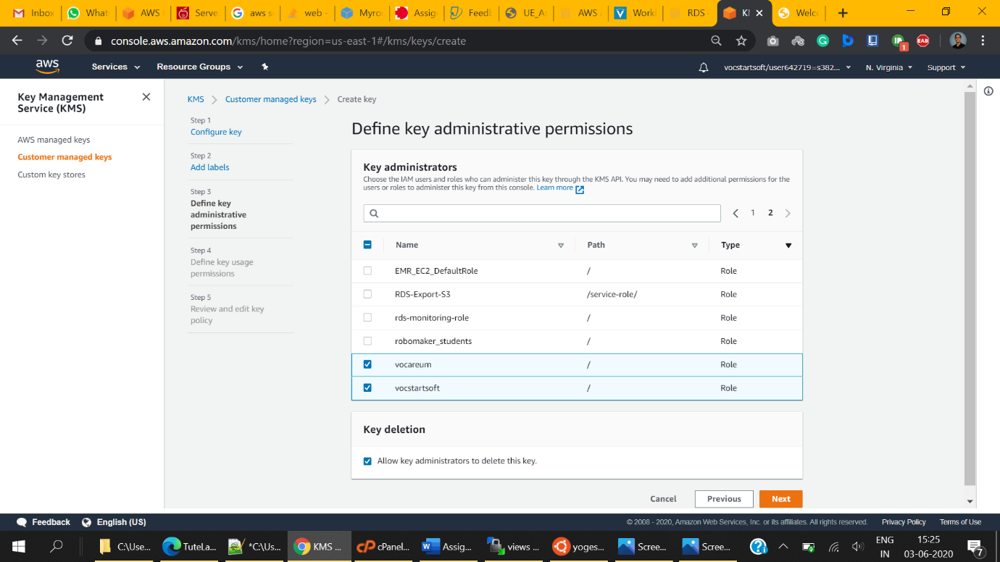 Inbox
What
AWS
Serve
aws s
web -
Myro
Assig
Feedb
UE_As
AWS A
Workl
RDS -
KM
Welc
console.aws.amazon.com/kms/home?region=us-east-1#/kms/keys/create
1
EAB
aws
Services
Resource Groups
vocstartsoft/user642719=s382...
N. Virginia
Support
Key Management
Service (KMS)
AWS managed keys
Customer managed keys
Custom key stores
KMS
Customer managed keys
Create key
Step 1
Configure key
Step 2
Add labels
Step 3
Define key
administrative
permissions
Step 4
Define key usage
permissions
Step 5
Review and edit key
policy
Define key administrative permissions
Key administrators
Choose the IAM users and roles who can administer this key through the KMS API. You may need to add additional permissions for the
users or roles to administer this key from this console. Learn more
1 2
Name Path Type
EMR_EC2_DefaultRole / Role
RDS-Export-S3 /service-role/ Role
rds-monitoring-role / Role
robomaker_students / Role
vocareum / Role
vocstartsoft / Role
Key deletion
Allow key administrators to delete this key.
Cancel Previous Next
Feedback English (US)
© 2008 - 2020, Amazon Web Services, Inc. or its affiliates. All rights reserved. Privacy Policy Terms of Use
C:\Use...
TuteLa...
*C:\Us...
KMS ...
cPanel...
Assig...
views ...
yoges...
Scree...
Scree...
ENG
IN
15:25
03-06-2020
7